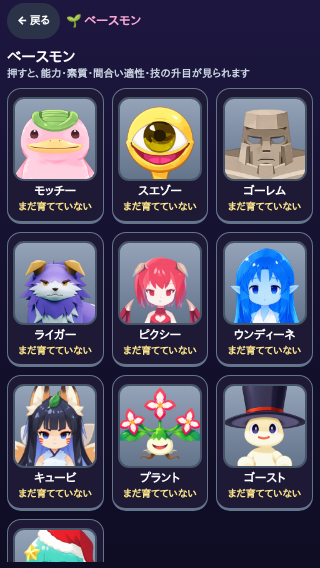 ← 戻る
🌱 ベースモン
ベースモン
押すと、能力・素質・間合い適性・技の升目が見られます
モッチー
まだ育てていない
スエゾー
まだ育てていない
ゴーレム
まだ育てていない
ライガー
まだ育てていない
ピクシー
まだ育てていない
ウンディーネ
まだ育てていない
キュービ
まだ育てていない
プラント
まだ育てていない
ゴースト
まだ育てていない